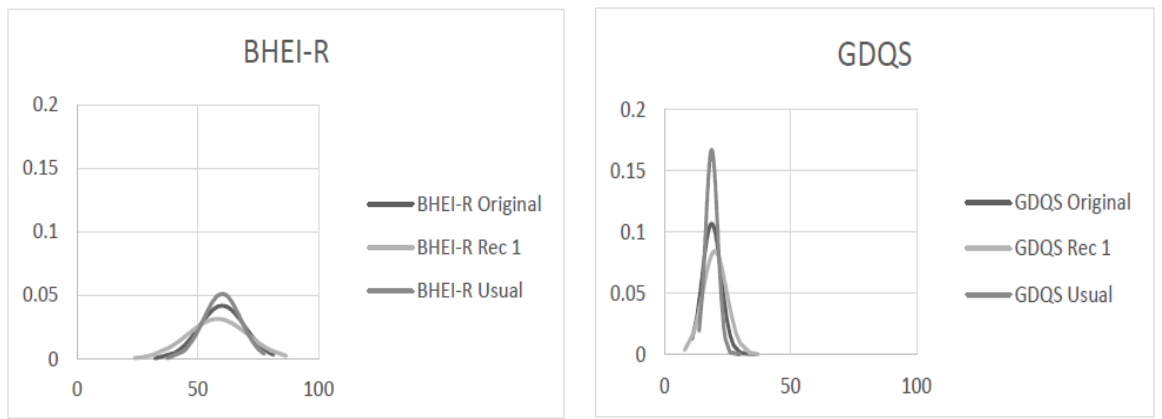 BHEI-R
0.2
0.15
0.1
0.05
0
0 50 100
BHEI-R Original
BHEI-R Rec 1
BHEI-R Usual
GDQS
0.2
0.15
0.1
0.05
0
0 50 100
GDQS Original
GDQS Rec 1
GDQS Usual